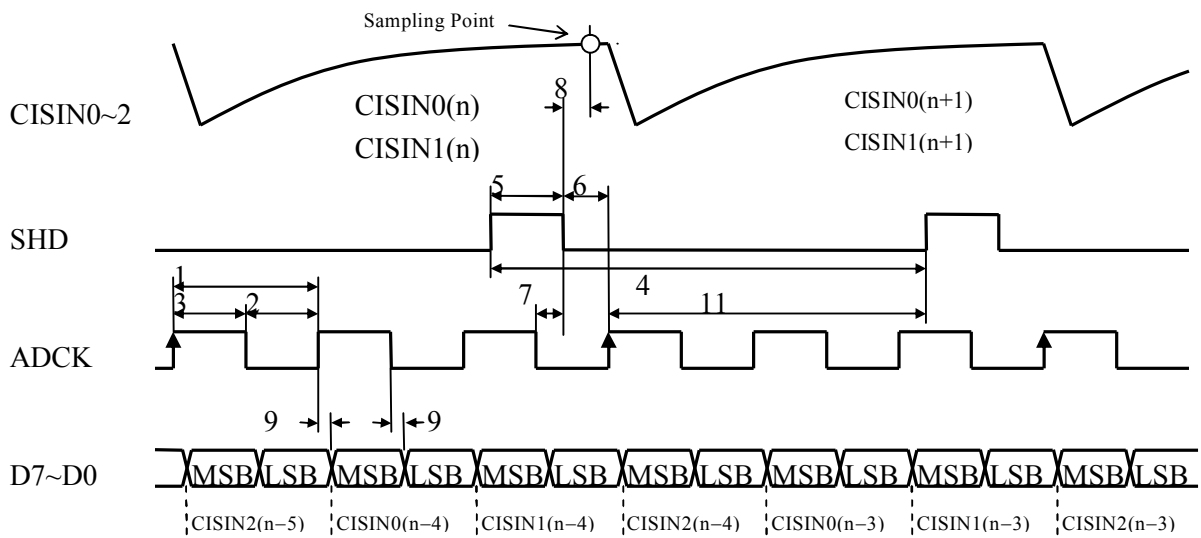 Sampling Point
CISIN0~2
8
CISIN0(n)
CISIN1(n)
CISIN0(n+1)
CISIN1(n+1)
5
6
SHD
1
4
3
2
7
11
ADCK
9
9
D7~D0
MSB LSB MSB LSB MSB LSB MSB LSB MSB LSB MSB LSB MSB LSB
CISIN2(n−5) CISIN0(n−4) CISIN1(n−4) CISIN2(n−4) CISIN0(n−3) CISIN1(n−3) CISIN2(n−3)